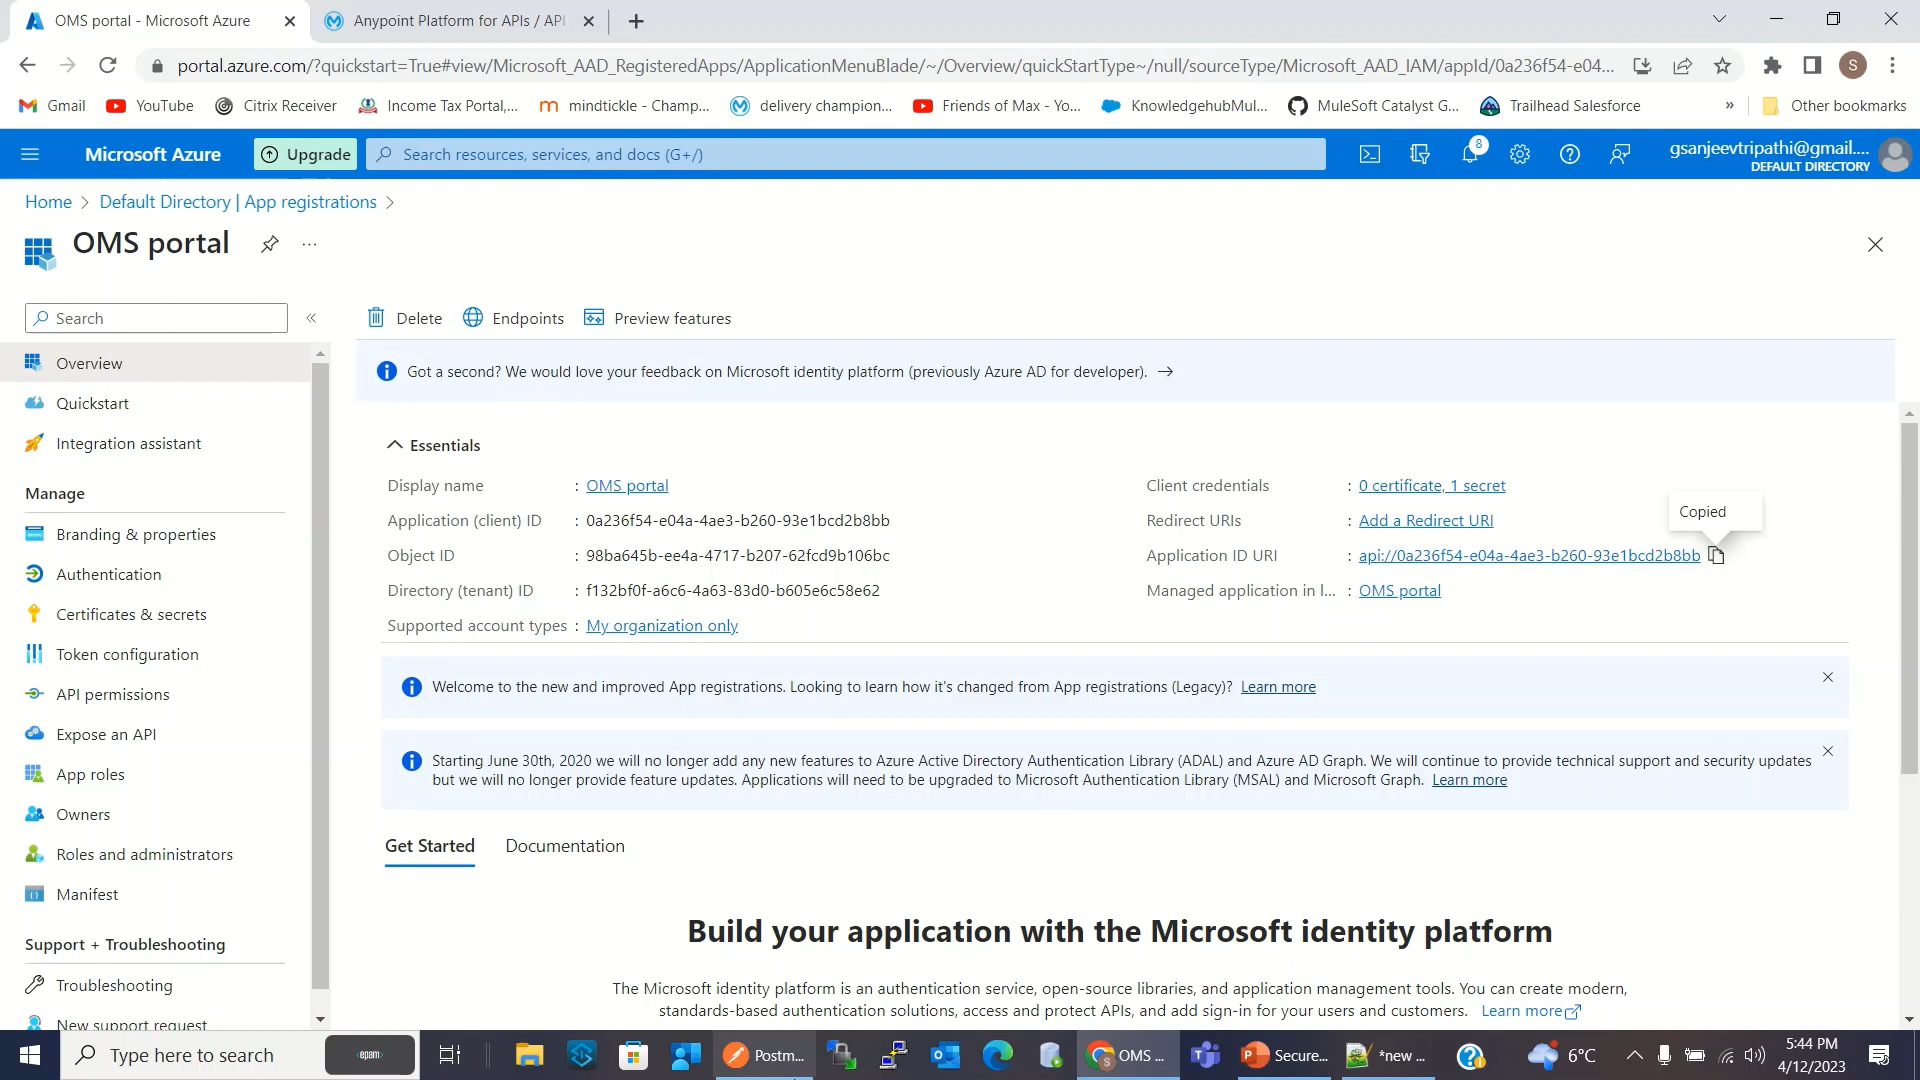 OMS portal - Microsoft Azure
Anypoint Platform for APIs / API
portal.azure.com/?quickstart=True#view/Microsoft_AAD_RegisteredApps/ApplicationMenuBlade/~/Overview/quickStartType~/null/sourceType/Microsoft_AAD_IAM/appId/0a236f54-e04...
S
Gmail
YouTube
Citrix Receiver
Income Tax Portal,...
mindtickle - Champ...
delivery champion...
Friends of Max - Yo...
KnowledgehubMul...
MuleSoft Catalyst G...
Trailhead Salesforce
»
Other bookmarks
Microsoft Azure
Upgrade
Search resources, services, and docs (G+/)
8
gsanjeevtripathi@gmail....
DEFAULT DIRECTORY
Home > Default Directory | App registrations >
OMS portal
...
Search
«
Delete
Endpoints
Preview features
Overview
Quickstart
Integration assistant
Manage
Branding & properties
Authentication
Certificates & secrets
Token configuration
API permissions
Expose an API
App roles
Owners
Roles and administrators
Manifest
Support + Troubleshooting
Troubleshooting
New support request
Got a second? We would love your feedback on Microsoft identity platform (previously Azure AD for developer).
Essentials
Display name : OMS portal
Application (client) ID : 0a236f54-e04a-4ae3-b260-93e1bcd2b8bb
Object ID : 98ba645b-ee4a-4717-b207-62fcd9b106bc
Directory (tenant) ID : f132bf0f-a6c6-4a63-83d0-b605e6c58e62
Supported account types : My organization only
Client credentials : 0 certificate, 1 secret
Redirect URIs : Add a Redirect URI
Application ID URI : api://0a236f54-e04a-4ae3-b260-93e1bcd2b8bb
Managed application in l... : OMS portal
Copied
Welcome to the new and improved App registrations. Looking to learn how it's changed from App registrations (Legacy)? Learn more
Starting June 30th, 2020 we will no longer add any new features to Azure Active Directory Authentication Library (ADAL) and Azure AD Graph. We will continue to provide technical support and security updates
but we will no longer provide feature updates. Applications will need to be upgraded to Microsoft Authentication Library (MSAL) and Microsoft Graph. Learn more
Get Started
Documentation
Build your application with the Microsoft identity platform
The Microsoft identity platform is an authentication service, open-source libraries, and application management tools. You can create modern,
standards-based authentication solutions, access and protect APIs, and add sign-in for your users and customers. Learn more
Type here to search
<epam>
Postm...
OMS ...
Secure...
*new ...
6°C
5:44 PM
4/12/2023